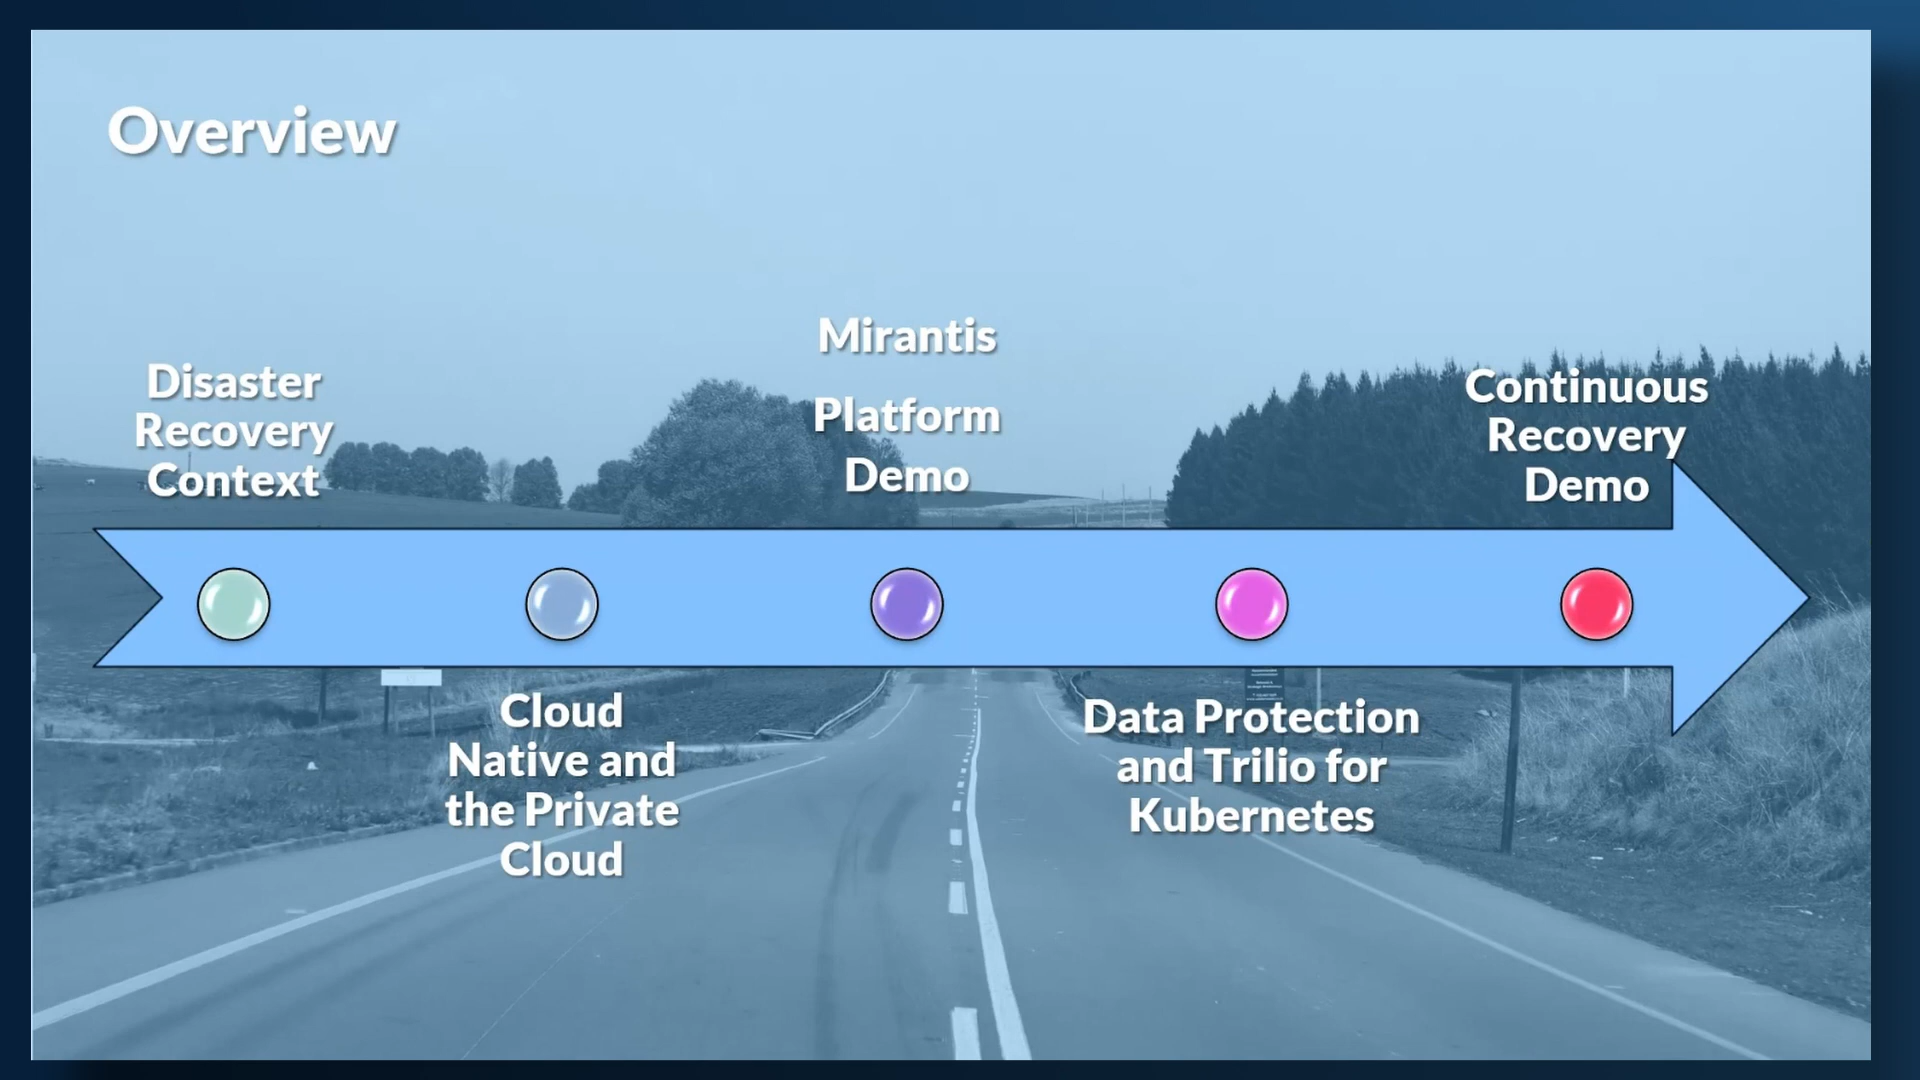 Overview
Disaster
Recovery
Context
Cloud
Native and
the Private
Cloud
Mirantis
Platform
Demo
Data Protection
and Trilio for
Kubernetes
Continuous
Recovery
Demo